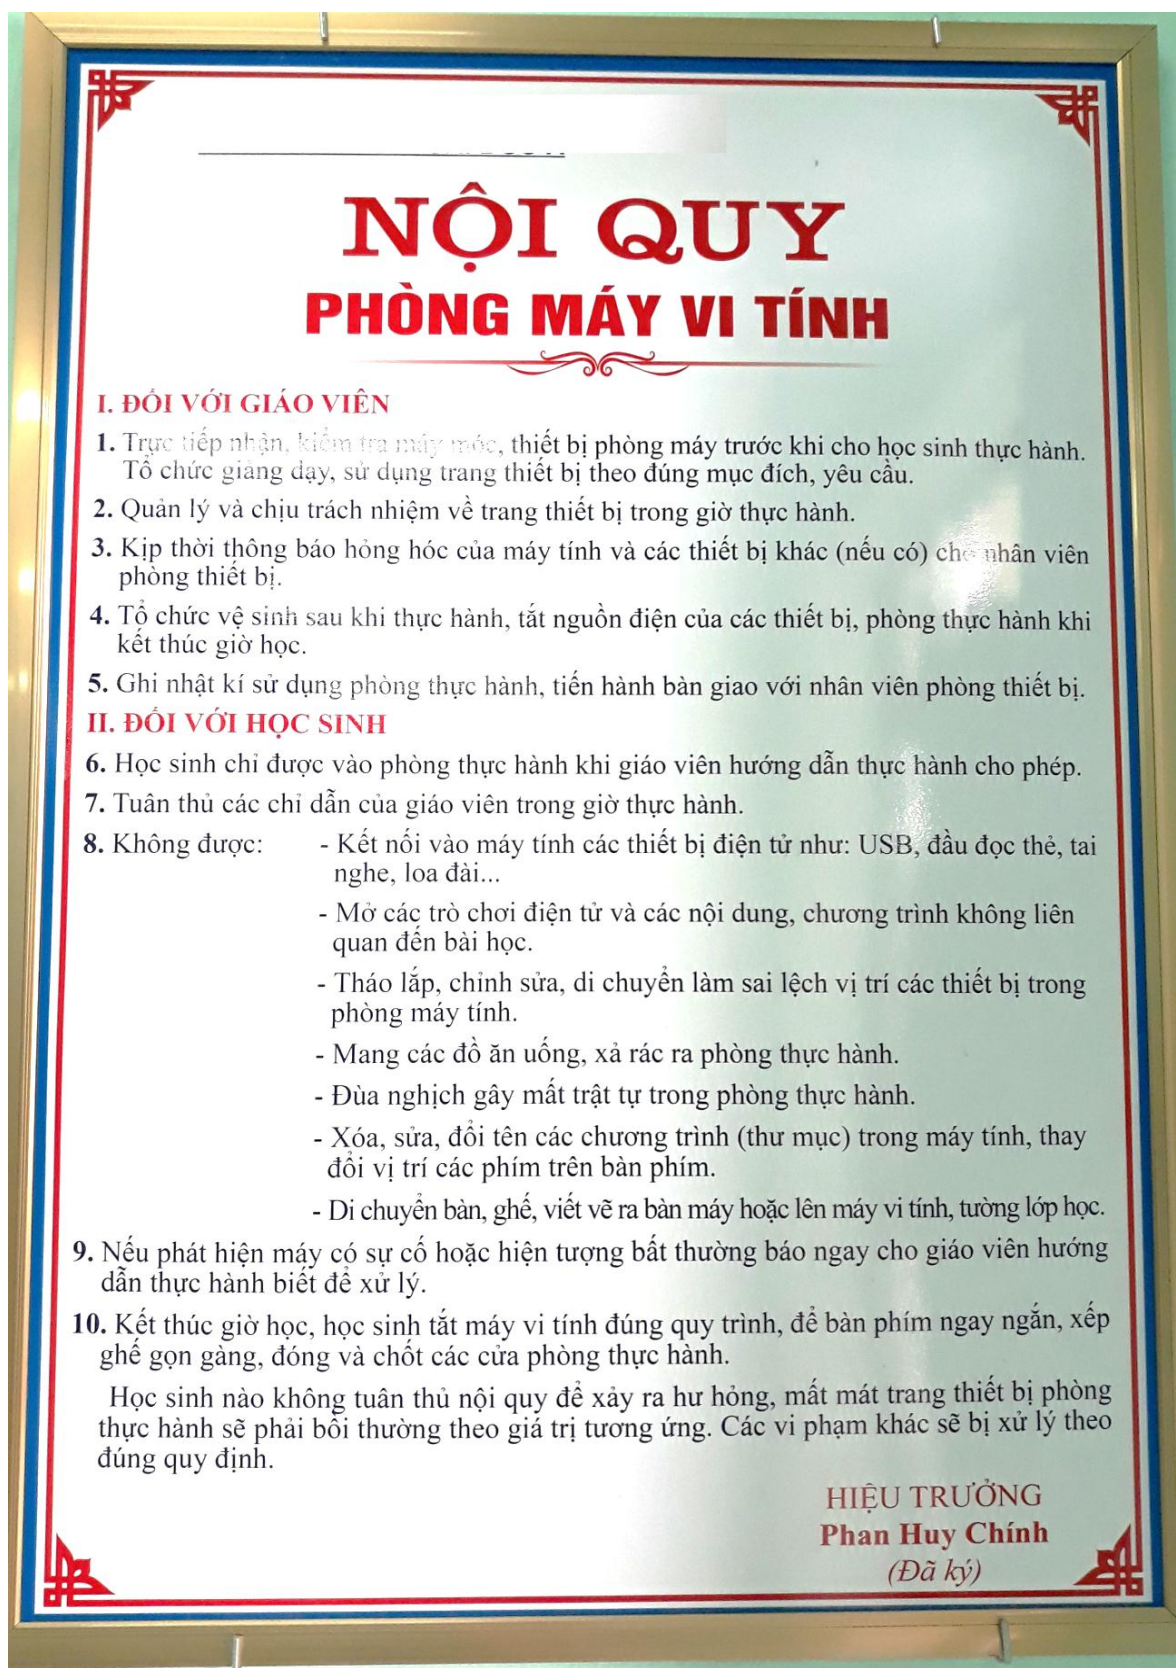 NỘI QUY
PHÒNG MÁY VI TÍNH
I. ĐỐI VỚI GIÁO VIÊN
1. Trực tiếp nhận, kiểm tra máy móc, thiết bị phòng máy trước khi cho học sinh thực hành.
Tổ chức giảng dạy, sử dụng trang thiết bị theo đúng mục đích, yêu cầu.
2. Quản lý và chịu trách nhiệm về trang thiết bị trong giờ thực hành.
3. Kịp thời thông báo hỏng hóc của máy tính và các thiết bị khác (nếu có) cho nhân viên
phòng thiết bị.
4. Tổ chức vệ sinh sau khi thực hành, tắt nguồn điện của các thiết bị, phòng thực hành khi
kết thúc giờ học.
5. Ghi nhật kí sử dụng phòng thực hành, tiến hành bàn giao với nhân viên phòng thiết bị.
II. ĐỐI VỚI HỌC SINH
6. Học sinh chỉ được vào phòng thực hành khi giáo viên hướng dẫn thực hành cho phép.
7. Tuân thủ các chỉ dẫn của giáo viên trong giờ thực hành.
8. Không được: - Kết nối vào máy tính các thiết bị điện tử như: USB, đầu đọc thẻ, tai
nghe, loa đài...
- Mở các trò chơi điện tử và các nội dung, chương trình không liên
quan đến bài học.
- Tháo lắp, chỉnh sửa, di chuyển làm sai lệch vị trí các thiết bị trong
phòng máy tính.
- Mang các đồ ăn uống, xả rác ra phòng thực hành.
- Đùa nghịch gây mất trật tự trong phòng thực hành.
- Xóa, sửa, đổi tên các chương trình (thư mục) trong máy tính, thay
đổi vị trí các phím trên bàn phím.
- Di chuyển bàn, ghế, viết vẽ ra bàn máy hoặc lên máy vi tính, tường lớp học.
9. Nếu phát hiện máy có sự cố hoặc hiện tượng bất thường báo ngay cho giáo viên hướng
dẫn thực hành biết để xử lý.
10. Kết thúc giờ học, học sinh tắt máy vi tính đúng quy trình, để bàn phím ngay ngắn, xếp
ghế gọn gàng, đóng và chốt các cửa phòng thực hành.
Học sinh nào không tuân thủ nội quy để xảy ra hư hỏng, mất mát trang thiết bị phòng
thực hành sẽ phải bồi thường theo giá trị tương ứng. Các vi phạm khác sẽ bị xử lý theo
đúng quy định.
HIỆU TRƯỞNG
Phan Huy Chính
(Đã ký)